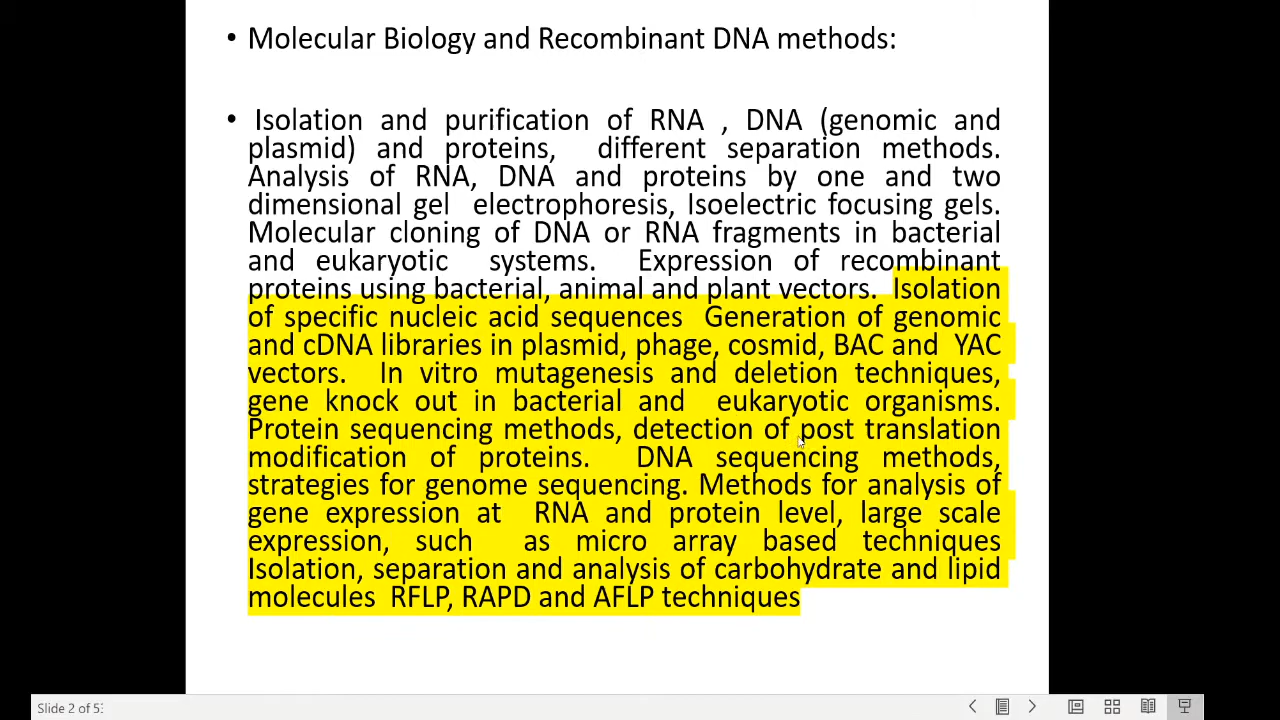 • Molecular Biology and Recombinant DNA methods:
• Isolation and purification of RNA , DNA (genomic and
plasmid) and proteins, different separation methods.
Analysis of RNA, DNA and proteins by one and two
dimensional gel electrophoresis, Isoelectric focusing gels.
Molecular cloning of DNA or RNA fragments in bacterial
and eukaryotic systems. Expression of recombinant
proteins using bacterial, animal and plant vectors. Isolation
of specific nucleic acid sequences Generation of genomic
and cDNA libraries in plasmid, phage, cosmid, BAC and YAC
vectors. In vitro mutagenesis and deletion techniques,
gene knock out in bacterial and eukaryotic organisms.
Protein sequencing methods, detection of post translation
modification of proteins. DNA sequencing methods,
strategies for genome sequencing. Methods for analysis of
gene expression at RNA and protein level, large scale
expression, such as micro array based techniques
Isolation, separation and analysis of carbohydrate and lipid
molecules RFLP, RAPD and AFLP techniques
Slide 2 of